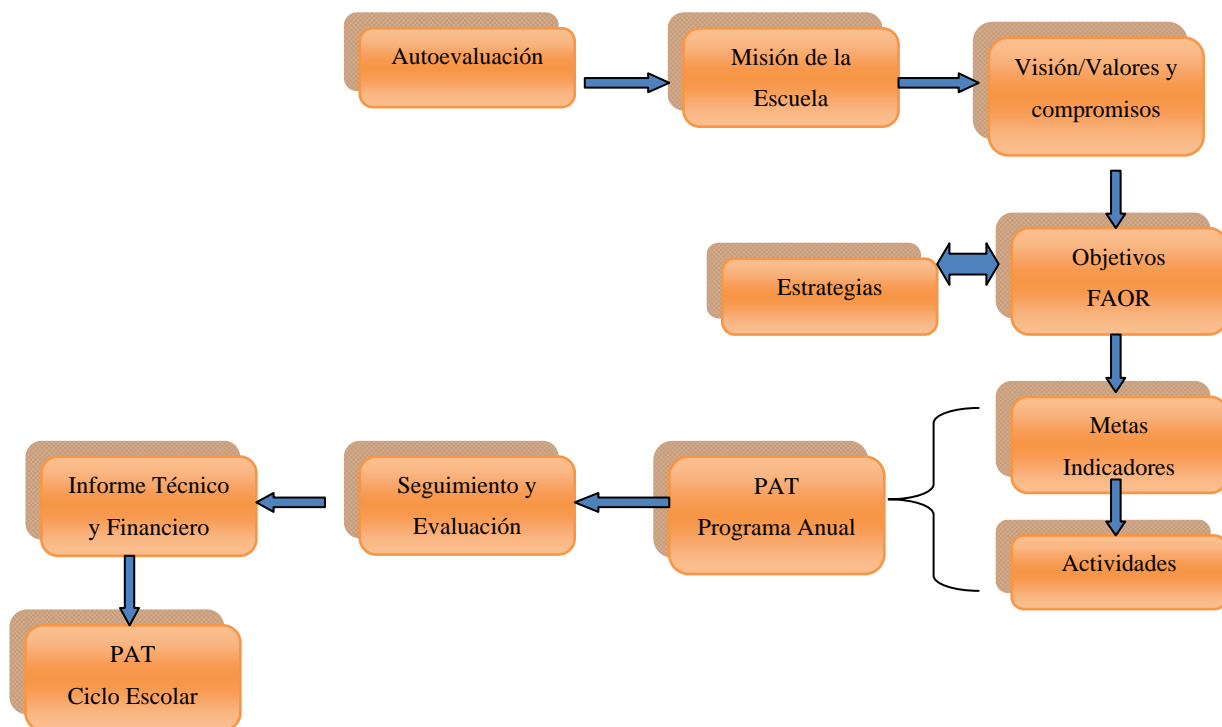 Autoevaluación
Misión de la
Escuela
Visión/Valores y
compromisos
Objetivos
FAOR
Estrategias
Metas
Indicadores
Actividades
PAT
Programa Anual
Seguimiento y
Evaluación
Informe Técnico
y Financiero
PAT
Ciclo Escolar